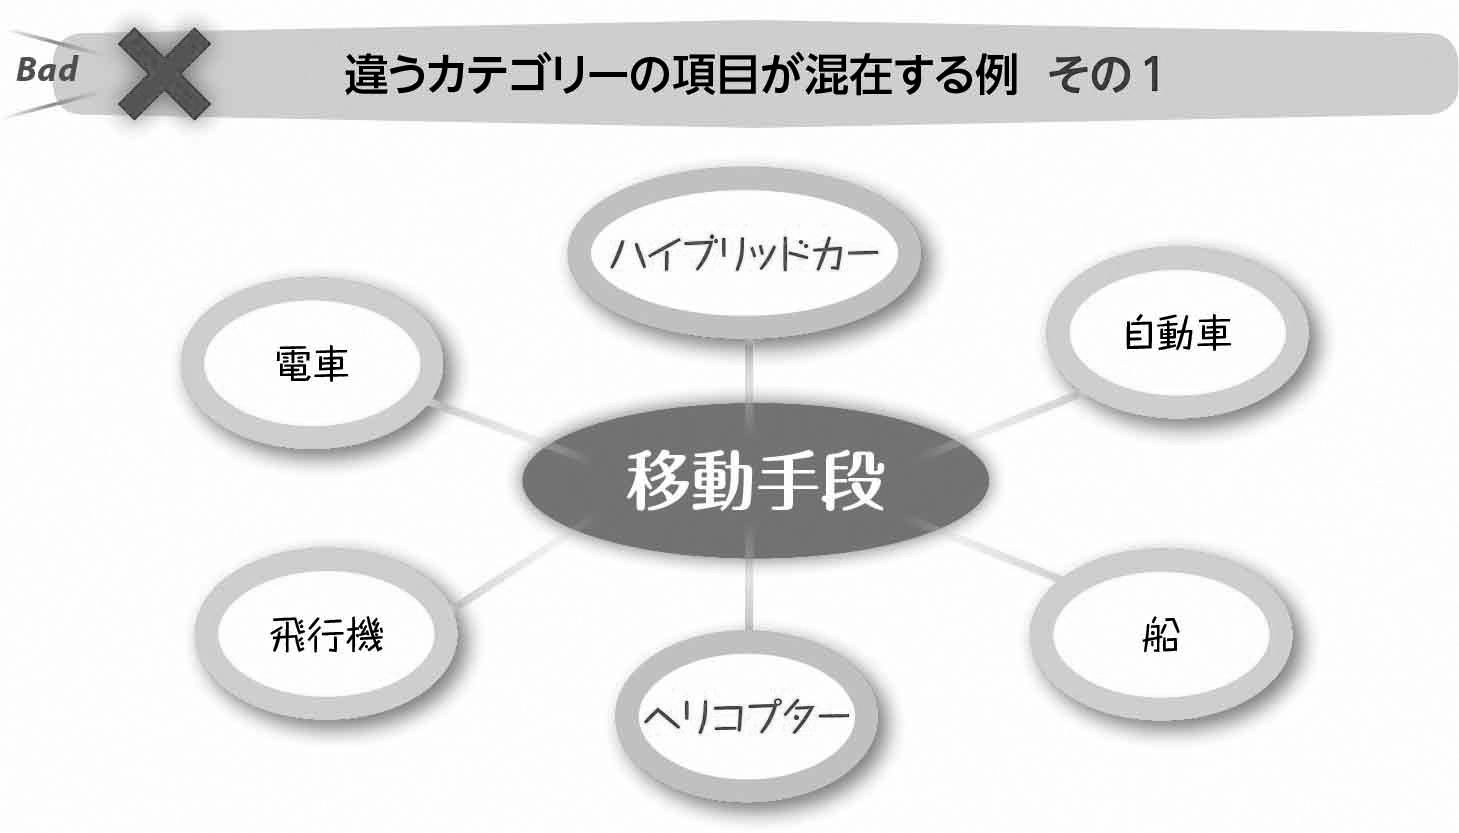 Bad
違うカテゴリーの項目が混在する例 その1
ハイブリッドカー
自動車
電車
移動手段
飛行機
船
ヘリコプター